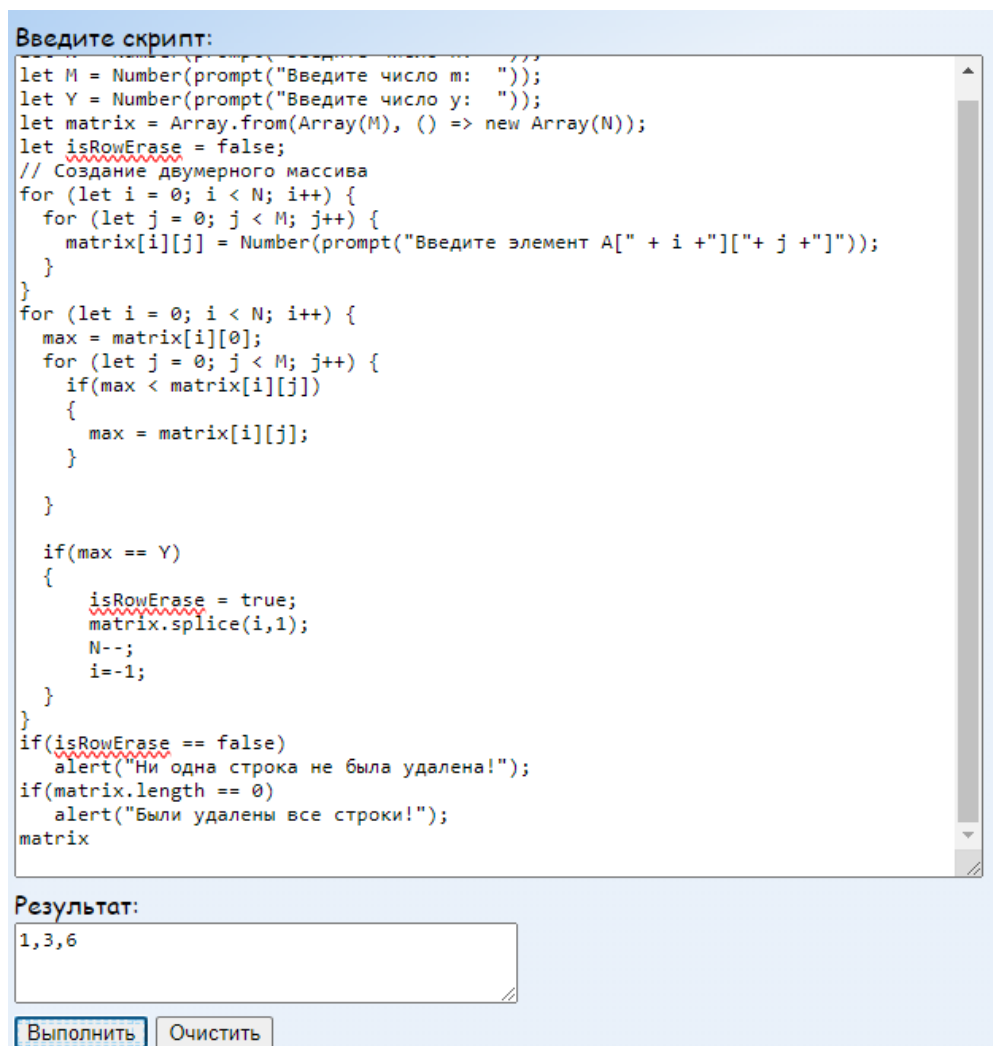 Введите скрипт:
let M = Number(prompt("Введите число m:  "));
let Y = Number(prompt("Введите число y:  "));
let matrix = Array.from(Array(M), () => new Array(N));
let isRowErase = false;
// Создание двумерного массива
for (let i = 0; i < N; i++) {
  for (let j = 0; j < M; j++) {
    matrix[i][j] = Number(prompt("Введите элемент A[" + i +"]["+ j +"]"));
  }
}
for (let i = 0; i < N; i++) {
  max = matrix[i][0];
  for (let j = 0; j < M; j++) {
    if(max < matrix[i][j])
    {
      max = matrix[i][j];
    }
  }
  if(max == Y)
  {
      isRowErase = true;
      matrix.splice(i,1);
      N--;
      i=-1;
  }
}
if(isRowErase == false)
   alert("Ни одна строка не была удалена!");
if(matrix.length == 0)
   alert("Были удалены все строки!");
matrix
Результат:
1,3,6
Выполнить Очистить